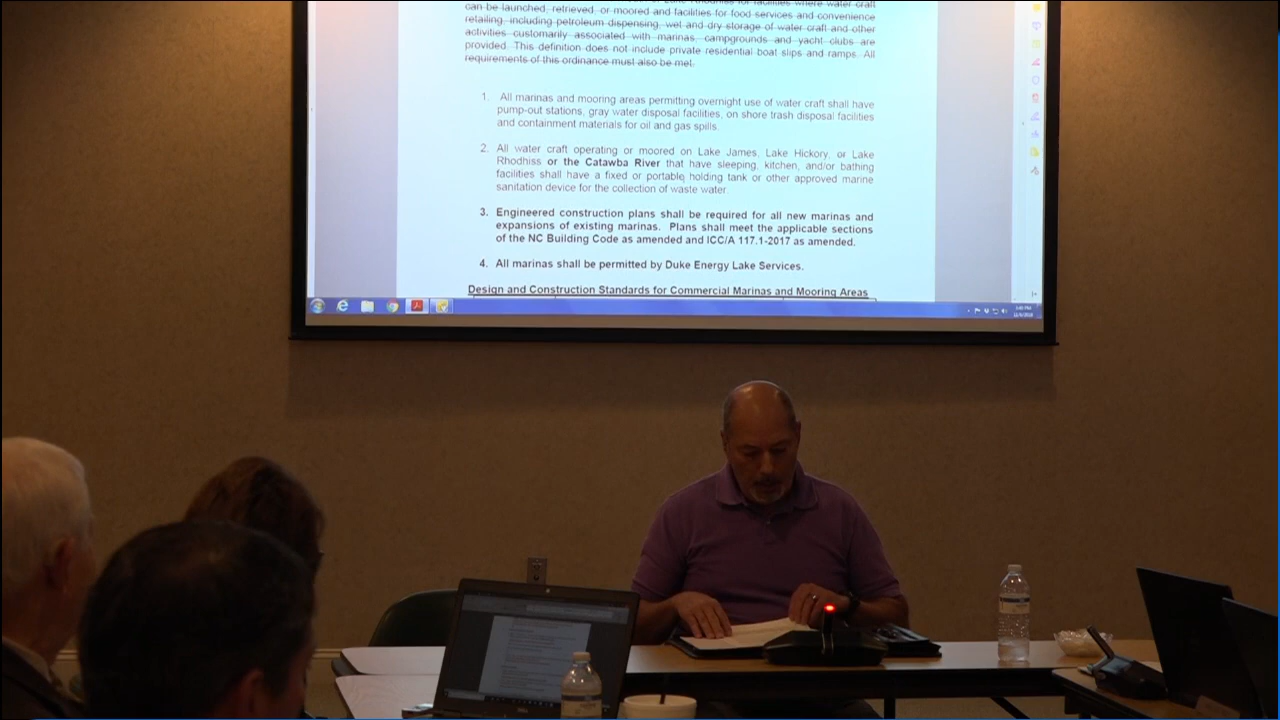 Lake Rhodhiss for facilities where water craft
can be launched, retrieved, or moored and facilities for food services and convenience
retailing, including petroleum dispensing, wet and dry storage of water craft and other
activities customarily associated with marinas, campgrounds and yacht clubs are
provided. This definition does not include private residential boat slips and ramps. All
requirements of this ordinance must also be met.
1. All marinas and mooring areas permitting overnight use of water craft shall have
pump-out stations, gray water disposal facilities, on shore trash disposal facilities
and containment materials for oil and gas spills.
2. All water craft operating or moored on Lake James, Lake Hickory, or Lake
Rhodhiss or the Catawba River that have sleeping, kitchen, and/or bathing
facilities shall have a fixed or portable holding tank or other approved marine
sanitation device for the collection of waste water.
3. Engineered construction plans shall be required for all new marinas and
expansions of existing marinas. Plans shall meet the applicable sections
of the NC Building Code as amended and ICC/A 117.1-2017 as amended.
4. All marinas shall be permitted by Duke Energy Lake Services.
Design and Construction Standards for Commercial Marinas and Mooring Areas